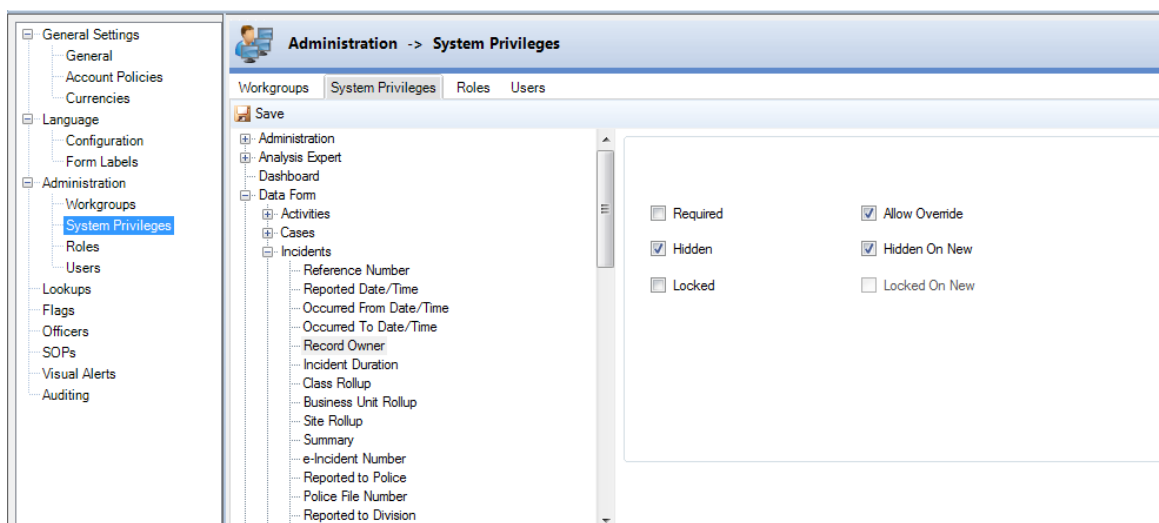 General Settings
General
Account Policies
Currencies
Language
Configuration
Form Labels
Administration
Workgroups
System Privileges
Roles
Users
Lookups
Flags
Officers
SOPs
Visual Alerts
Auditing
Administration -> System Privileges
Workgroups System Privileges Roles Users
Save
Administration
Analysis Expert
Dashboard
Data Form
Activities
Cases
Incidents
Reference Number
Reported Date/Time
Occurred From Date/Time
Occurred To Date/Time
Record Owner
Incident Duration
Class Rollup
Business Unit Rollup
Site Rollup
Summary
e-Incident Number
Reported to Police
Police File Number
Reported to Division
Required Allow Override
Hidden Hidden On New
Locked Locked On New